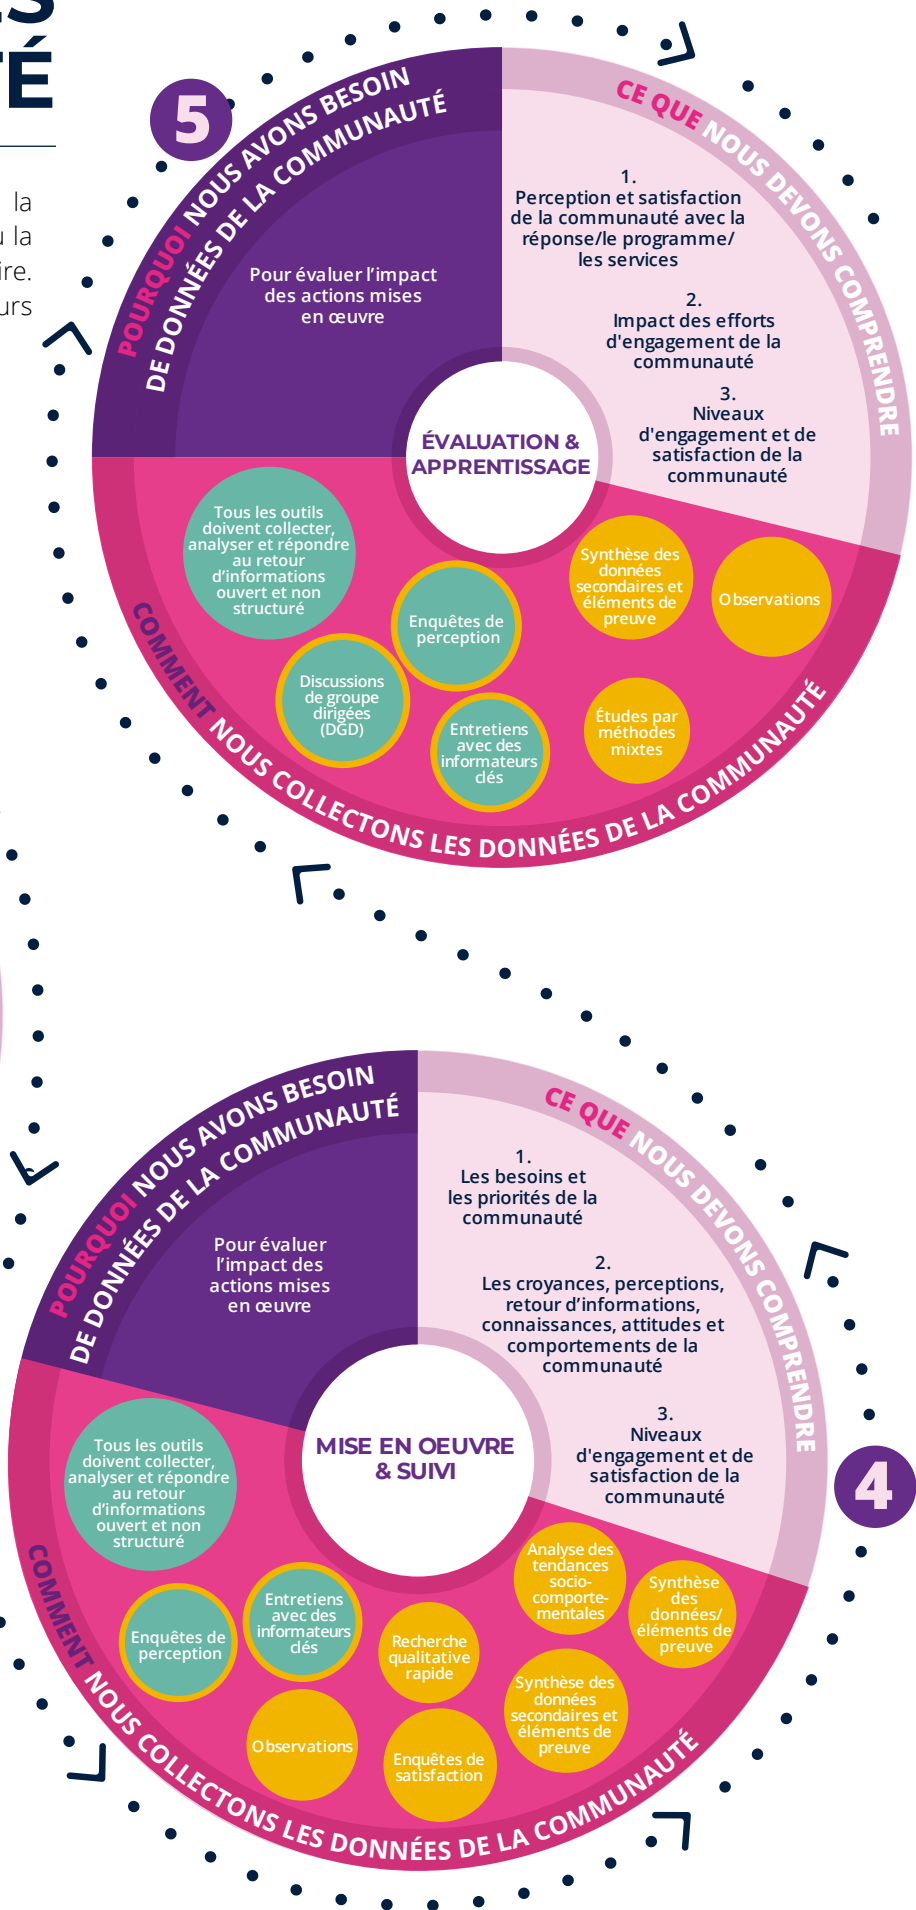 ES
TÉ
la
u la
ire.
urs
5
POURQUOI NOUS AVONS BESOIN
DE DONNÉES DE LA COMMUNAUTÉ
Pour évaluer l’impact
des actions mises
en œuvre
CE QUE NOUS DEVONS COMPRENDRE
1.
Perception et satisfaction
de la communauté avec la
réponse/le programme/
les services
2.
Impact des efforts
d'engagement de la
communauté
3.
Niveaux
d'engagement et de
satisfaction de la
communauté
ÉVALUATION &
APPRENTISSAGE
Tous les outils
doivent collecter,
analyser et répondre
au retour
d’informations
ouvert et non
structuré
Enquêtes de
perception
Discussions
de groupe
dirigées
(DGD)
Entretiens
avec des
informateurs
clés
Synthèse des
données
secondaires et
éléments de
preuve
Observations
Études par
méthodes
mixtes
COMMENT NOUS COLLECTONS LES DONNÉES DE LA COMMUNAUTÉ
POURQUOI NOUS AVONS BESOIN
DE DONNÉES DE LA COMMUNAUTÉ
Pour évaluer
l’impact des
actions mises
en œuvre
CE QUE NOUS DEVONS COMPRENDRE
1.
Les besoins et
les priorités de la
communauté
2.
Les croyances, perceptions,
retour d’informations,
connaissances, attitudes et
comportements de la
communauté
3.
Niveaux
d'engagement et de
satisfaction de la
communauté
MISE EN OEUVRE
& SUIVI
4
Tous les outils
doivent collecter,
analyser et répondre
au retour
d’informations
ouvert et non
structuré
Enquêtes de
perception
Entretiens
avec des
informateurs
clés
Observations
Recherche
qualitative
rapide
Enquêtes de
satisfaction
Analyse des
tendances
socio-
comporte-
mentales
Synthèse des
données
secondaires et
éléments de
preuve
Synthèse
des
données/
éléments de
preuve
COMMENT NOUS COLLECTONS LES DONNÉES DE LA COMMUNAUTÉ